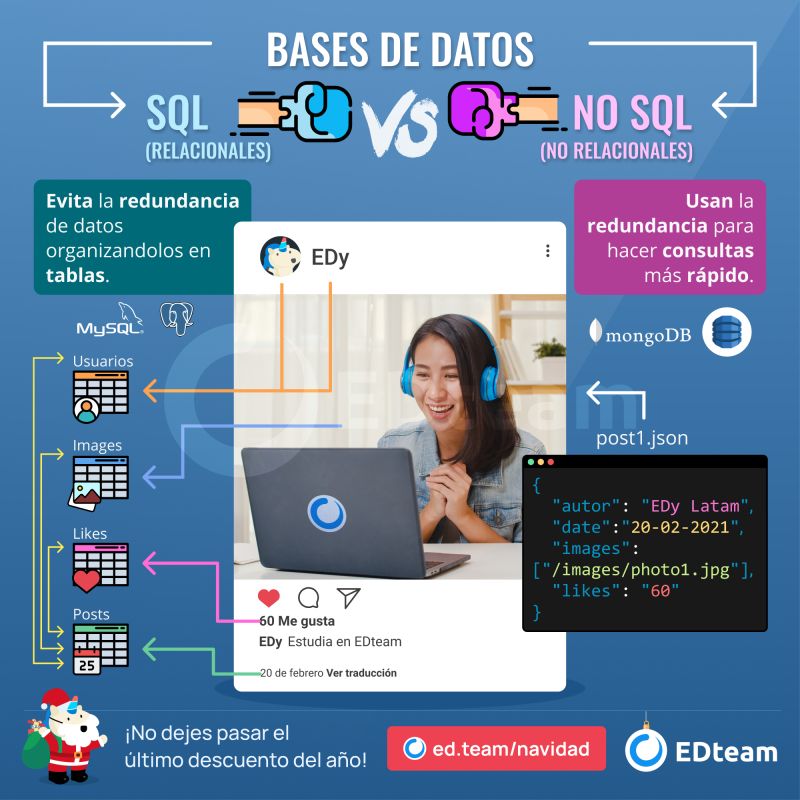 BASES DE DATOS
SQL
(RELACIONALES)
VS
NO SQL
(NO RELACIONALES)
Evita la redundancia
de datos
organizandolos en
tablas.
Usan la
redundancia para
hacer consultas
más rápido.
EDy
MySQL
mongoDB
Usuarios
Images
Likes
Posts
25
EDteam
post1.json
{
"autor": "EDy Latam",
"date":"20-02-2021",
"images":
["/images/photo1.jpg"],
"likes": "60"
}
60 Me gusta
EDy Estudia en EDteam
20 de febrero Ver traducción
¡No dejes pasar el
último descuento del año!
ed.team/navidad
EDteam